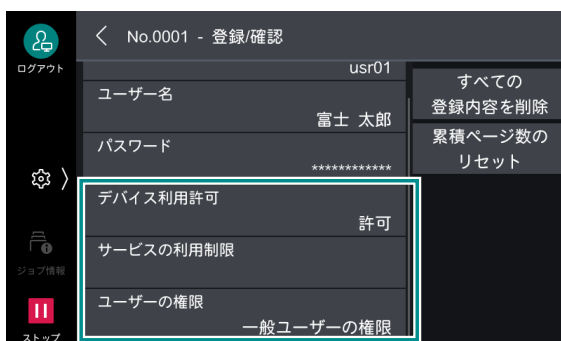 No.0001 - 登録/確認
ログアウト
usr01
ユーザー名
富士 太郎
パスワード
************
デバイス利用許可
許可
サービスの利用制限
ユーザーの権限
一般ユーザーの権限
すべての
登録内容を削除
累積ページ数の
リセット
ジョブ情報
ストップ